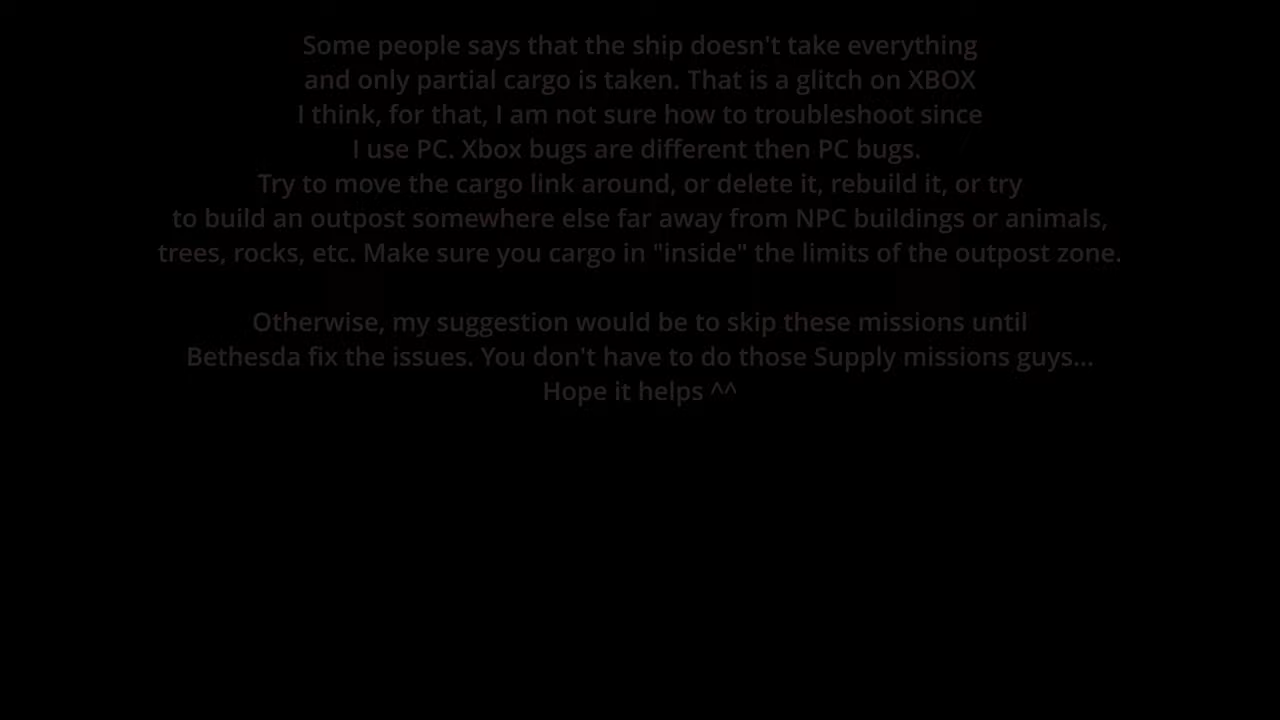 Some people says that the ship doesn't take everything
and only partial cargo is taken. That is a glitch on XBOX
I think, for that, I am not sure how to troubleshoot since
I use PC. Xbox bugs are different then PC bugs.
Try to move the cargo link around, or delete it, rebuild it, or try
to build an outpost somewhere else far away from NPC buildings or animals,
trees, rocks, etc. Make sure you cargo in "inside" the limits of the outpost zone.
Otherwise, my suggestion would be to skip these missions until
Bethesda fix the issues. You don't have to do those Supply missions guys...
Hope it helps ^^